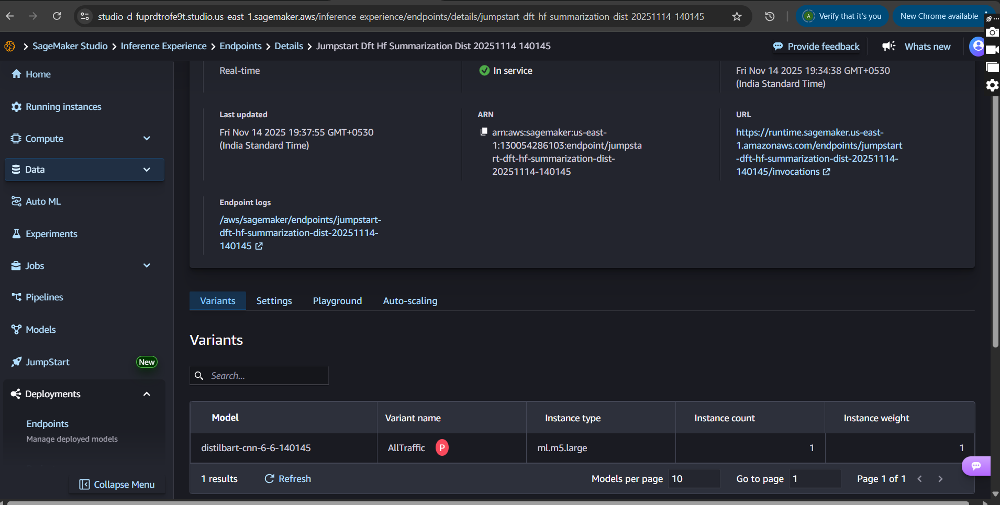 studio-d-fuprdtrofe9t.studio.us-east-1.sagemaker.aws/inference-experience/endpoints/details/jumpstart-dft-hf-summarization-dist-20251114-140145
A
Verify that it's you
New Chrome available
SageMaker Studio
Inference Experience
Endpoints
Details
Jumpstart Dft Hf Summarization Dist 20251114 140145
Provide feedback
Whats new
Home
Running instances
Compute
Data
Auto ML
Experiments
Jobs
Pipelines
Models
JumpStart
New
Deployments
Endpoints
Manage deployed models
Collapse Menu
Real-time
In service
Fri Nov 14 2025 19:34:38 GMT+0530
(India Standard Time)
Last updated
Fri Nov 14 2025 19:37:55 GMT+0530
(India Standard Time)
ARN
arn:aws:sagemaker:us-east-
1:130054286103:endpoint/jumpsta
rt-dft-hf-summarization-dist-
20251114-140145
URL
https://runtime.sagemaker.us-east-
1.amazonaws.com/endpoints/jumpstart
-dft-hf-summarization-dist-20251114-
140145/invocations
Endpoint logs
/aws/sagemaker/endpoints/jumpstart-
dft-hf-summarization-dist-20251114-
140145
Variants
Settings
Playground
Auto-scaling
Variants
Search...
Model
Variant name
Instance type
Instance count
Instance weight
distilbart-cnn-6-6-140145
AllTraffic
P
ml.m5.large
1
1
1 results
Refresh
Models per page
10
Go to page
1
Page 1 of 1